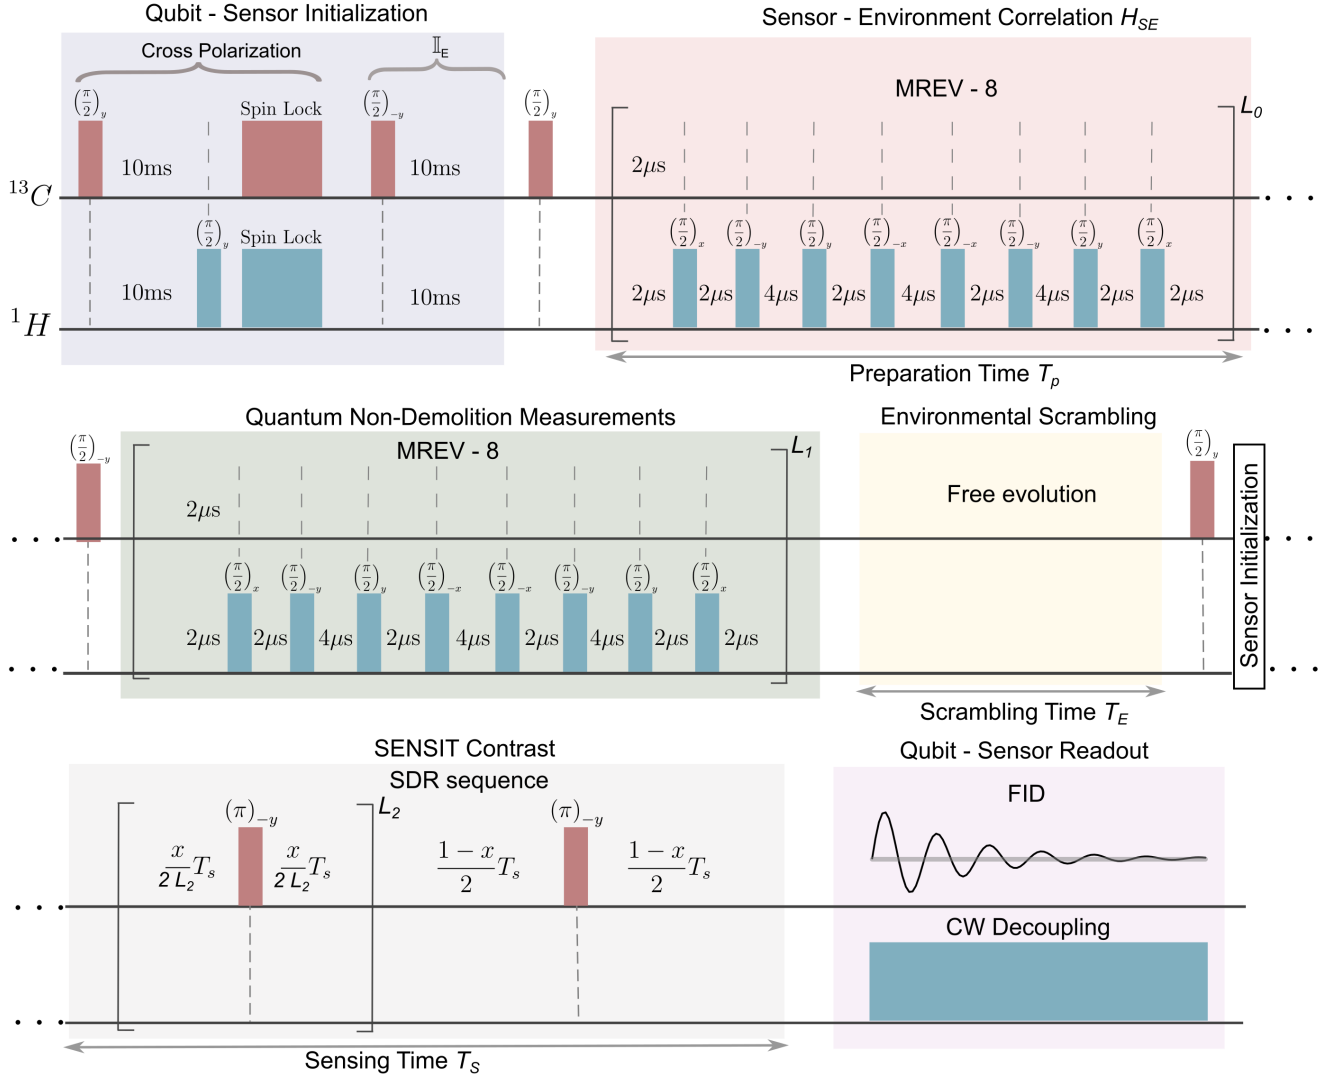 Qubit - Sensor Initialization
Sensor - Environment Correlation H_SE
Cross Polarization
𝕀_E
MREV - 8
L_0
(π/2)_y
Spin Lock
(π/2)_-y
(π/2)_y
10ms
10ms
2μs
¹³C
(π/2)_y
Spin Lock
(π/2)_x (π/2)_-y (π/2)_y (π/2)_-x (π/2)_-x (π/2)_-y (π/2)_y (π/2)_x
10ms
10ms
2μs 2μs 4μs 2μs 4μs 2μs 4μs 2μs 2μs
¹H
Preparation Time T_p
Quantum Non-Demolition Measurements
Environmental Scrambling
(π/2)_-y
MREV - 8
L_1
(π/2)_y
2μs
Free evolution
Sensor Initialization
(π/2)_x (π/2)_-y (π/2)_y (π/2)_-x (π/2)_-x (π/2)_-y (π/2)_y (π/2)_x
2μs 2μs 4μs 2μs 4μs 2μs 4μs 2μs 2μs
Scrambling Time T_E
SENSIT Contrast
Qubit - Sensor Readout
SDR sequence
FID
(π)_-y
L_2
(π)_-y
x/2 L_2 T_s
x/2 L_2 T_s
1-x/2 T_s
1-x/2 T_s
CW Decoupling
Sensing Time T_S